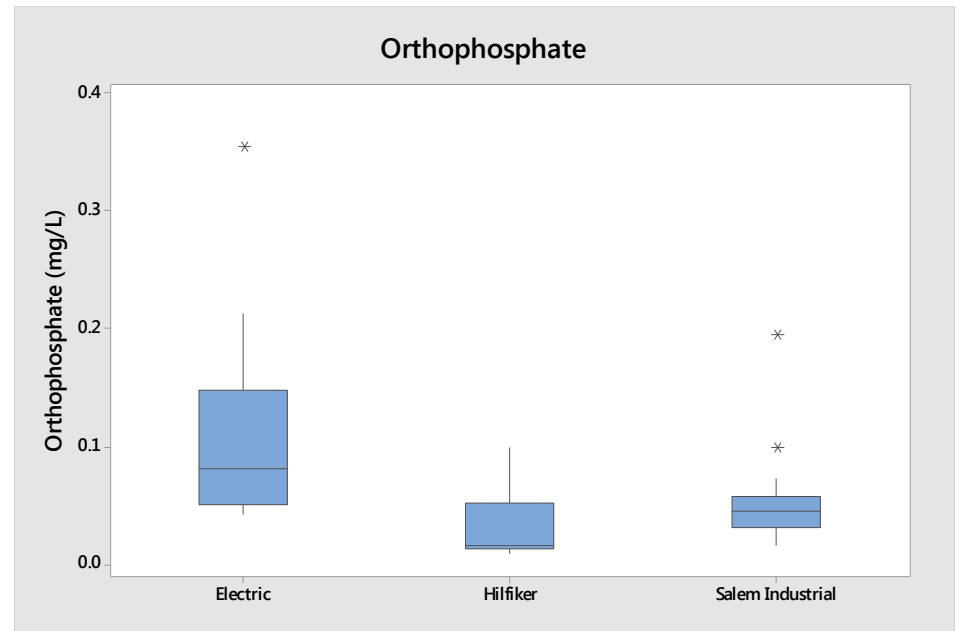 Orthophosphate
Orthophosphate (mg/L)
0.4
0.3
0.2
0.1
0.0
Electric
Hilfiker
Salem Industrial